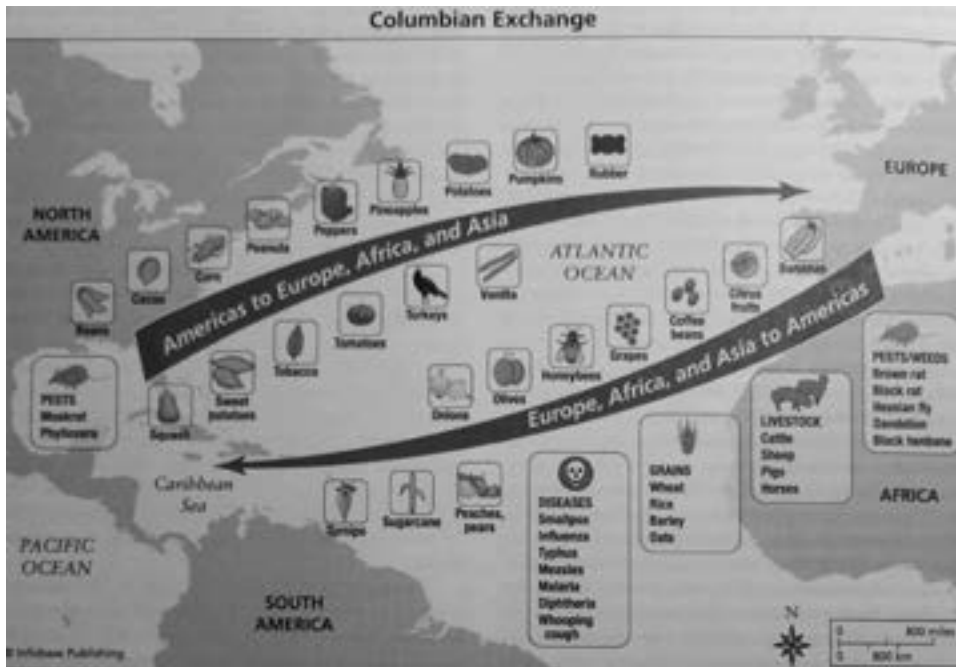 Columbian Exchange
NORTH
AMERICA
EUROPE
Beans
Cacao
Corn
Peanuts
Peppers
Pineapples
Potatoes
Pumpkins
Rubber
Americas to Europe, Africa, and Asia
Squash
Sweet
potatoes
Tobacco
Tomatoes
Turkeys
Vanilla
ATLANTIC
OCEAN
PESTS
Muskrat
Phylloxera
Onions
Olives
Honeybees
Grapes
Coffee
beans
Citrus
fruits
Bananas
Europe, Africa, and Asia to Americas
Turnips
Sugarcane
Peaches,
pears
DISEASES
Smallpox
Influenza
Typhus
Measles
Malaria
Diphtheria
Whooping
cough
GRAINS
Wheat
Rice
Barley
Oats
LIVESTOCK
Cattle
Sheep
Pigs
Horses
PESTS/WEEDS
Brown rat
Black rat
Hessian fly
Dandelion
Black henbane
AFRICA
Caribbean
Sea
PACIFIC
OCEAN
SOUTH
AMERICA
N
0 800 miles
0 800 km
© Infobase Publishing